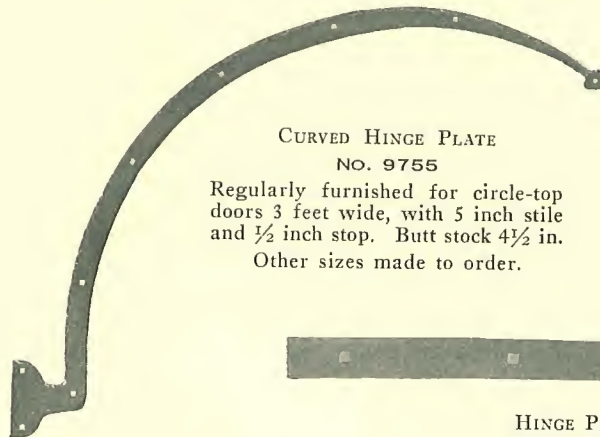 Curved Hinge Plate
No. 9755
Regularly furnished for circle-top
doors 3 feet wide, with 5 inch stile
and ½ inch stop. Butt stock 4½ in.
Other sizes made to order.
Hinge P